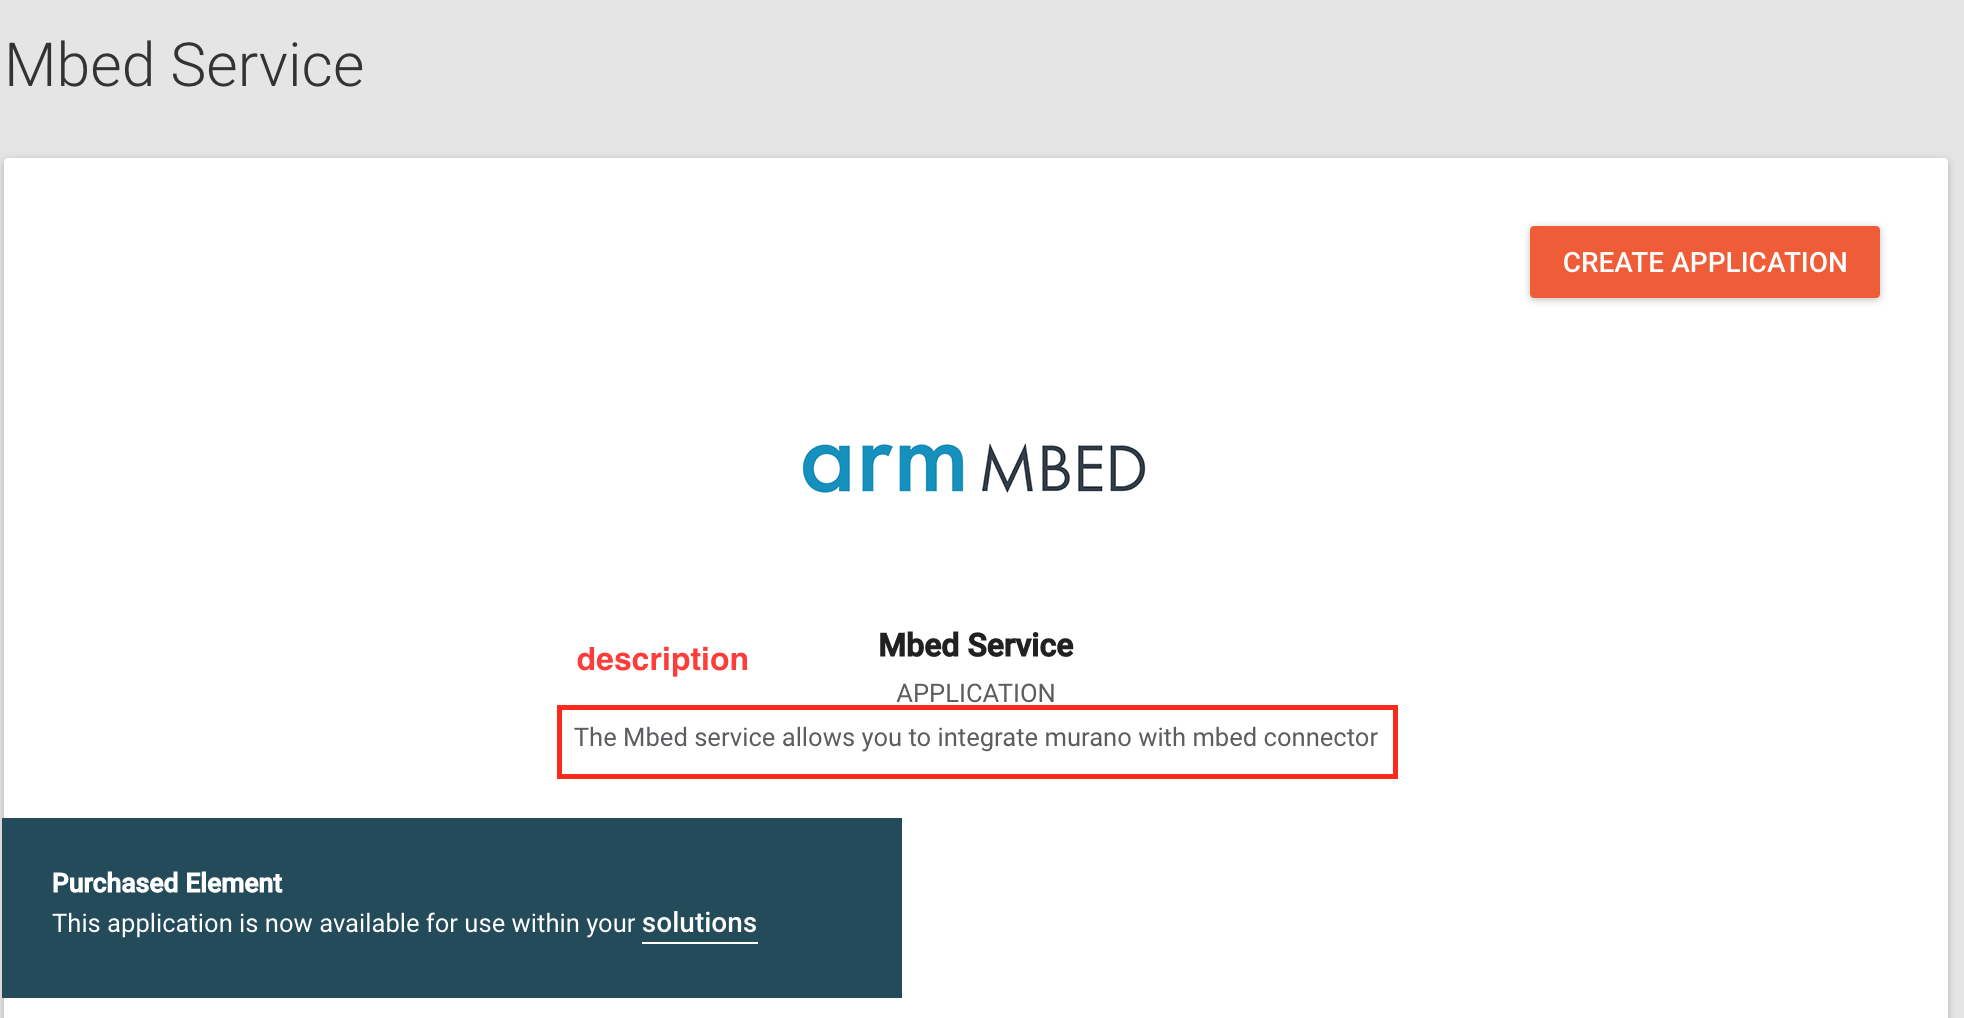 Mbed Service
CREATE APPLICATION
arm MBED
Mbed Service
description
APPLICATION
The Mbed service allows you to integrate murano with mbed connector
Purchased Element
This application is now available for use within your solutions